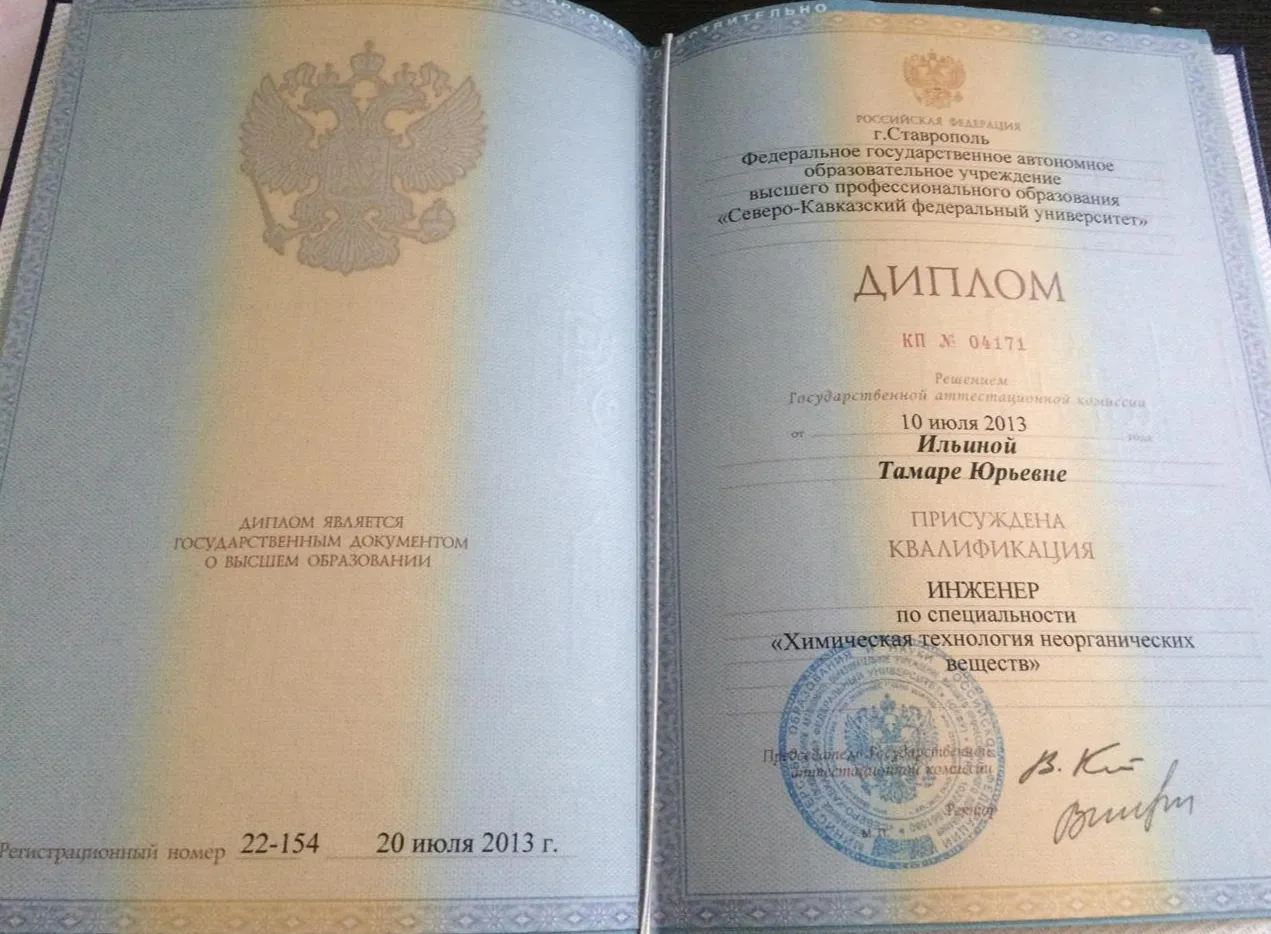 ДИПЛОМ ЯВЛЯЕТСЯ
ГОСУДАРСТВЕННЫМ ДОКУМЕНТОМ
О ВЫСШЕМ ОБРАЗОВАНИИ
Регистрационный номер 22-154 20 июля 2013 г.
РОССИЙСКАЯ ФЕДЕРАЦИЯ
г.Ставрополь
Федеральное государственное автономное
образовательное учреждение
высшего профессионального образования
«Северо-Кавказский федеральный университет»
ДИПЛОМ
КП № 04171
Решением
Государственной аттестационной комиссии
от 10 июля 2013 года
Ильиной
Тамаре Юрьевне
ПРИСУЖДЕНА
КВАЛИФИКАЦИЯ
ИНЖЕНЕР
по специальности
«Химическая технология неорганических
веществ»
Председатель Государственной
аттестационной комиссии
Ректор
М.П.